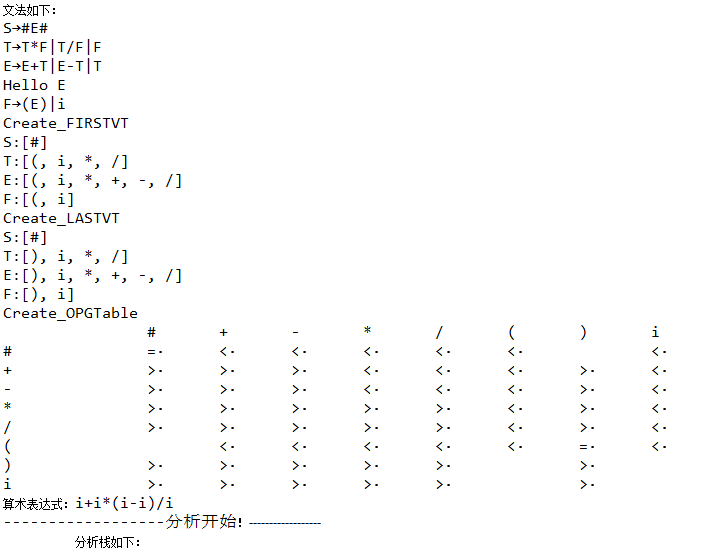 文法如下：
S→#E#
T→T*F|T/F|F
E→E+T|E-T|T
Hello E
F→(E)|i
Create_FIRSTVT
S:[#]
T:[(, i, *, /]
E:[(, i, *, +, -, /]
F:[(, i]
Create_LASTVT
S:[#]
T:[), i, *, /]
E:[), i, *, +, -, /]
F:[), i]
Create_OPGTable
# + - * / ( ) i
# =· <· <· <· <· <· <·
+ >· >· >· <· <· <· >· <·
- >· >· >· <· <· <· >· <·
* >· >· >· >· >· <· >· <·
/ >· >· >· >· >· <· >· <·
( <· <· <· <· <· =· <·
) >· >· >· >· >· >·
i >· >· >· >· >· >·
算术表达式：i+i*(i-i)/i
------------------分析开始！------------------
分析栈如下：